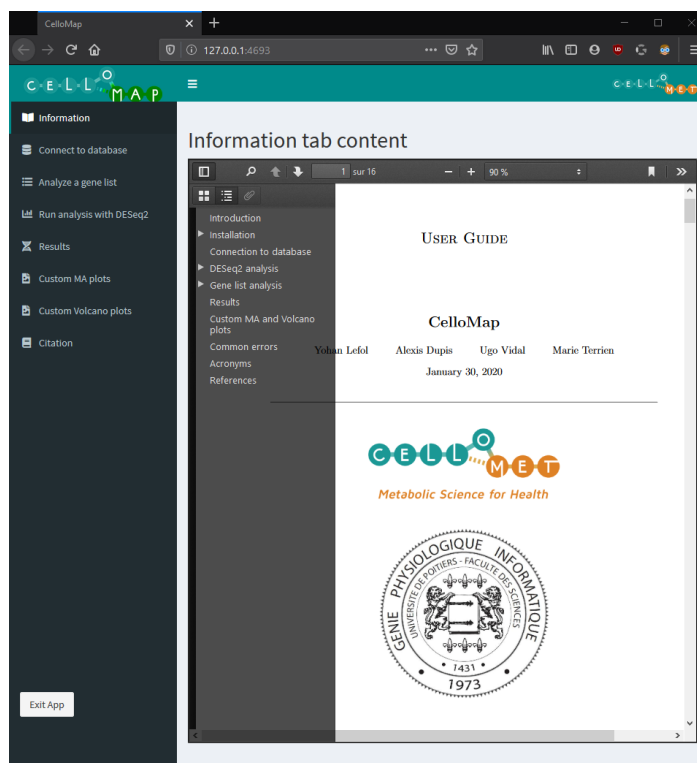 CelloMap
127.0.0.1:4693
C·E·L·L·O
M A P
C·E·L·L·O
M·E·T
Information
Connect to database
Analyze a gene list
Run analysis with DESeq2
Results
Custom MA plots
Custom Volcano plots
Citation
Exit App
Information tab content
1 sur 16
90 %
Introduction
Installation
Connection to database
DESeq2 analysis
Gene list analysis
Results
Custom MA and Volcano
plots
Common errors
Acronyms
References
User Guide
CelloMap
Yohan Lefol Alexis Dupis Ugo Vidal Marie Terrien
January 30, 2020
C E L L O
M E T
Metabolic Science for Health
GENIE PHYSIOLOGIQUE INFORMATIQUE
UNIVERSITE DE POITIERS - FACULTE DES SCIENCES
1431
1973